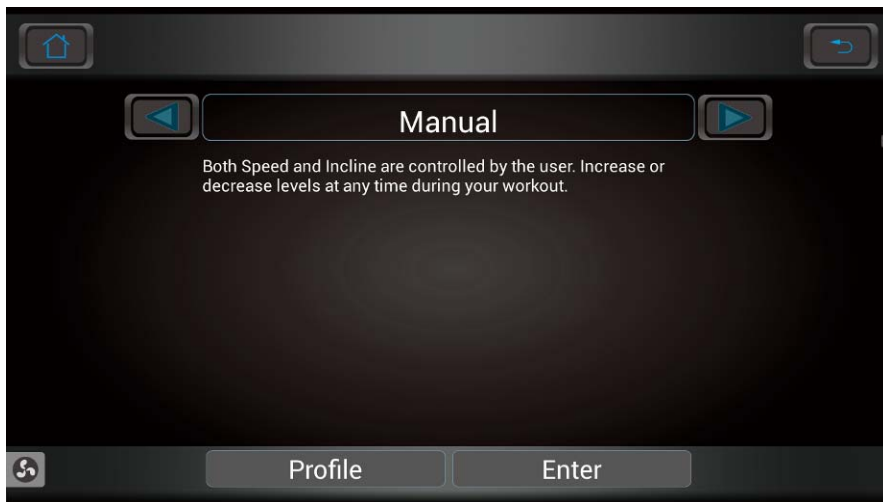 Manual
Both Speed and Incline are controlled by the user. Increase or
decrease levels at any time during your workout.
Profile
Enter